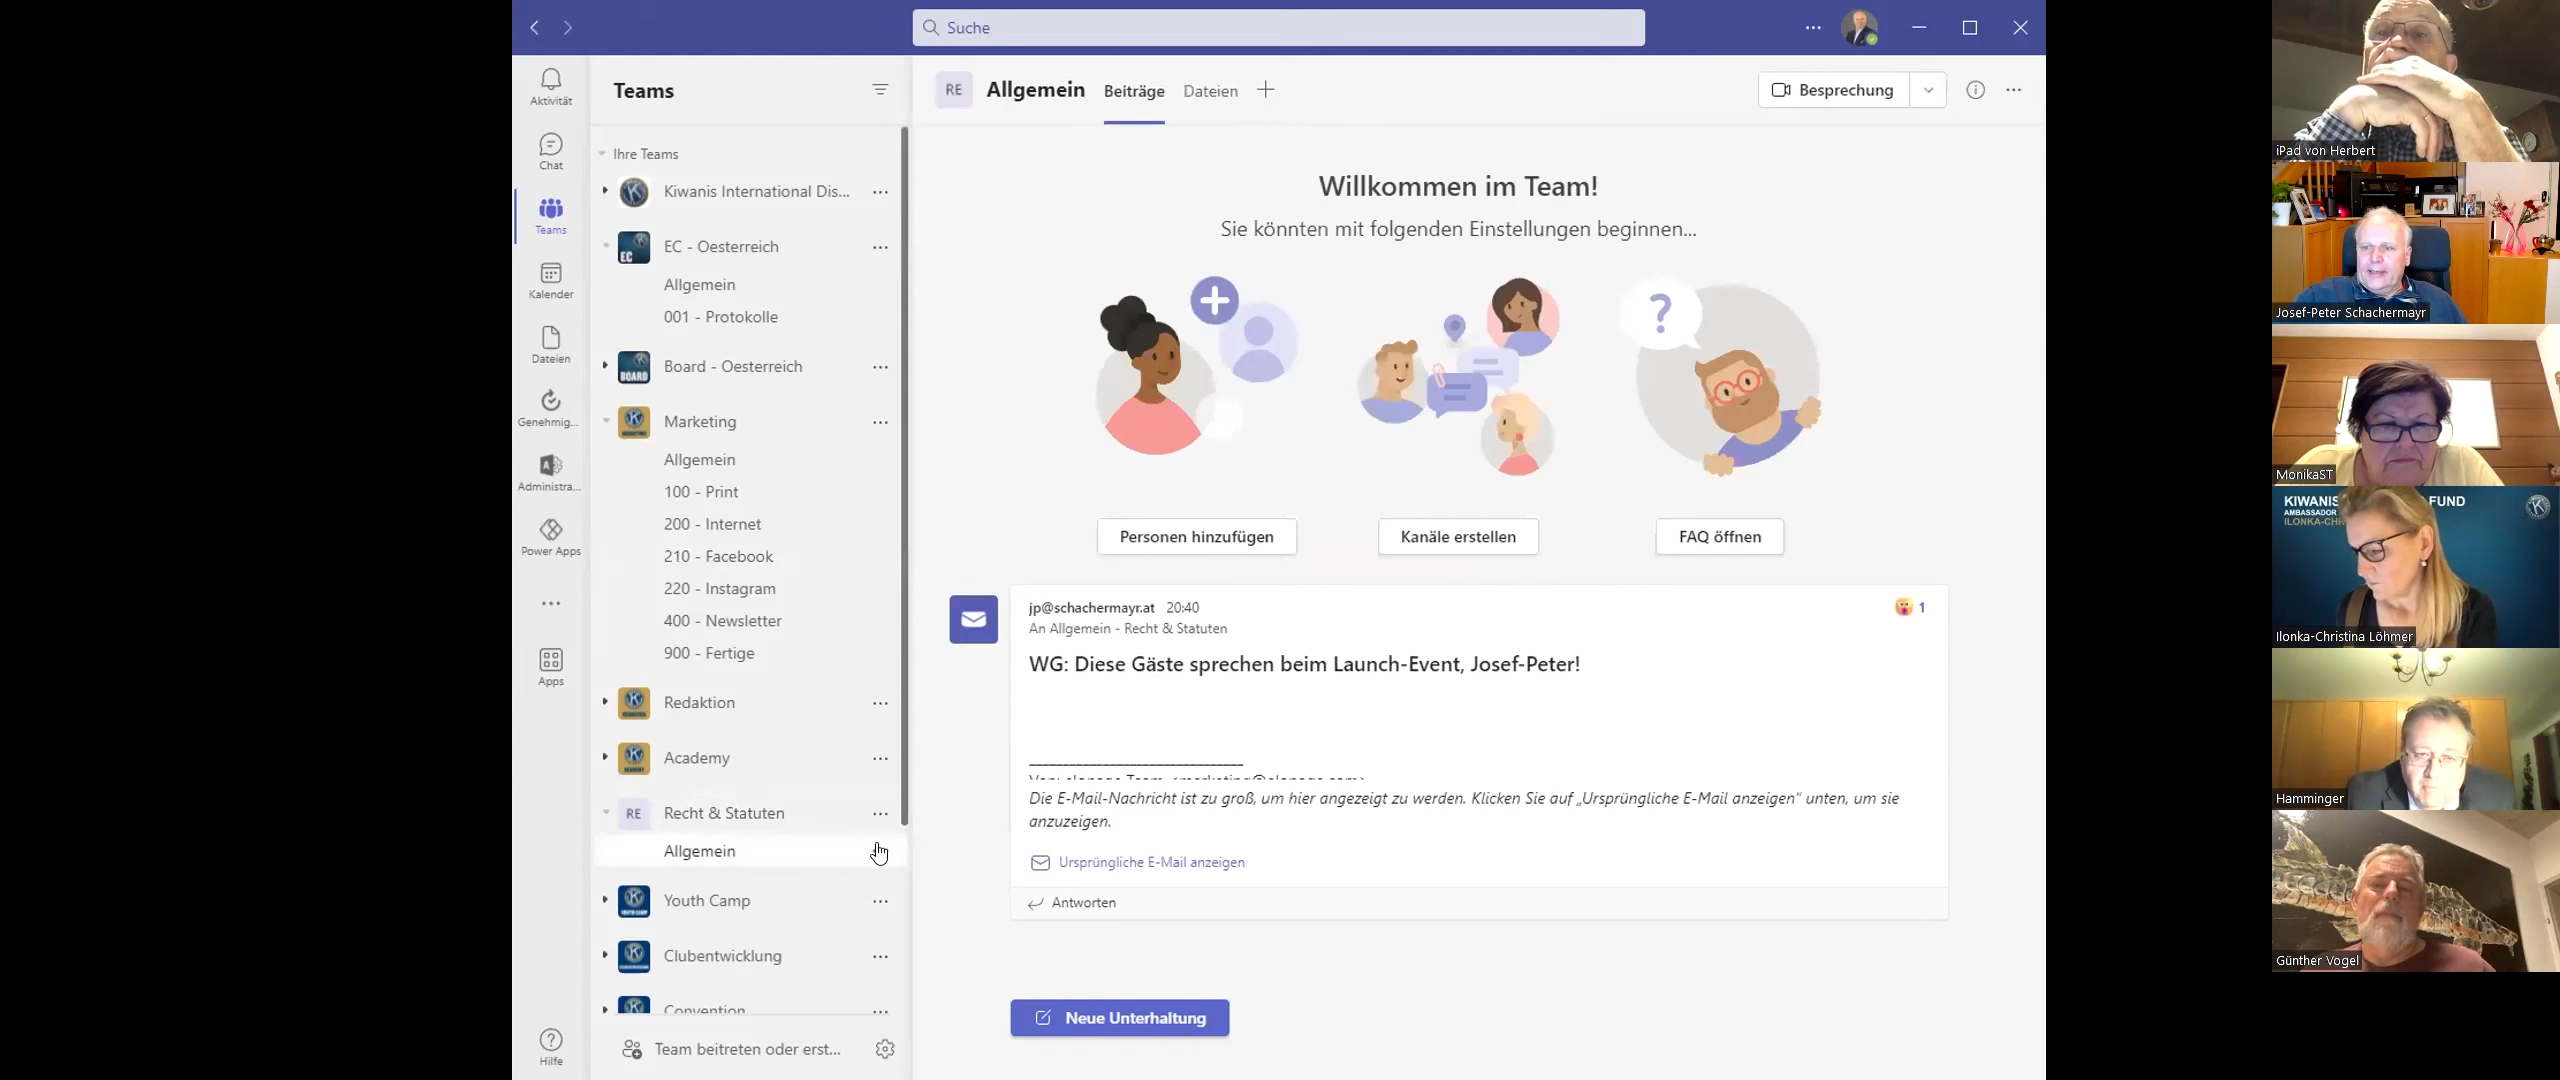 Suche
Aktivität
Chat
Teams
Kalender
Dateien
Genehmig...
Administra...
Power Apps
Apps
Hilfe
Teams
Ihre Teams
Kiwanis International Dis...
EC
EC - Oesterreich
Allgemein
001 - Protokolle
BOARD
Board - Oesterreich
Marketing
Allgemein
100 - Print
200 - Internet
210 - Facebook
220 - Instagram
400 - Newsletter
900 - Fertige
Redaktion
Academy
RE
Recht & Statuten
Allgemein
Youth Camp
Clubentwicklung
Convention
Team beitreten oder erst...
RE
Allgemein
Beiträge
Dateien
Besprechung
Willkommen im Team!
Sie könnten mit folgenden Einstellungen beginnen...
?
Personen hinzufügen
Kanäle erstellen
FAQ öffnen
jp@schachermayr.at 20:40
1
An Allgemein - Recht & Statuten
WG: Diese Gäste sprechen beim Launch-Event, Josef-Peter!
Die E-Mail-Nachricht ist zu groß, um hier angezeigt zu werden. Klicken Sie auf „Ursprüngliche E-Mail anzeigen“ unten, um sie
anzuzeigen.
Ursprüngliche E-Mail anzeigen
Antworten
Neue Unterhaltung
iPad von Herbert
Josef-Peter Schachermayr
MonikaST
KIWANIS FUND
AMBASSADOR
ILONKA-CHR
Ilonka-Christina Löhmer
Hamminger
Günther Vogel